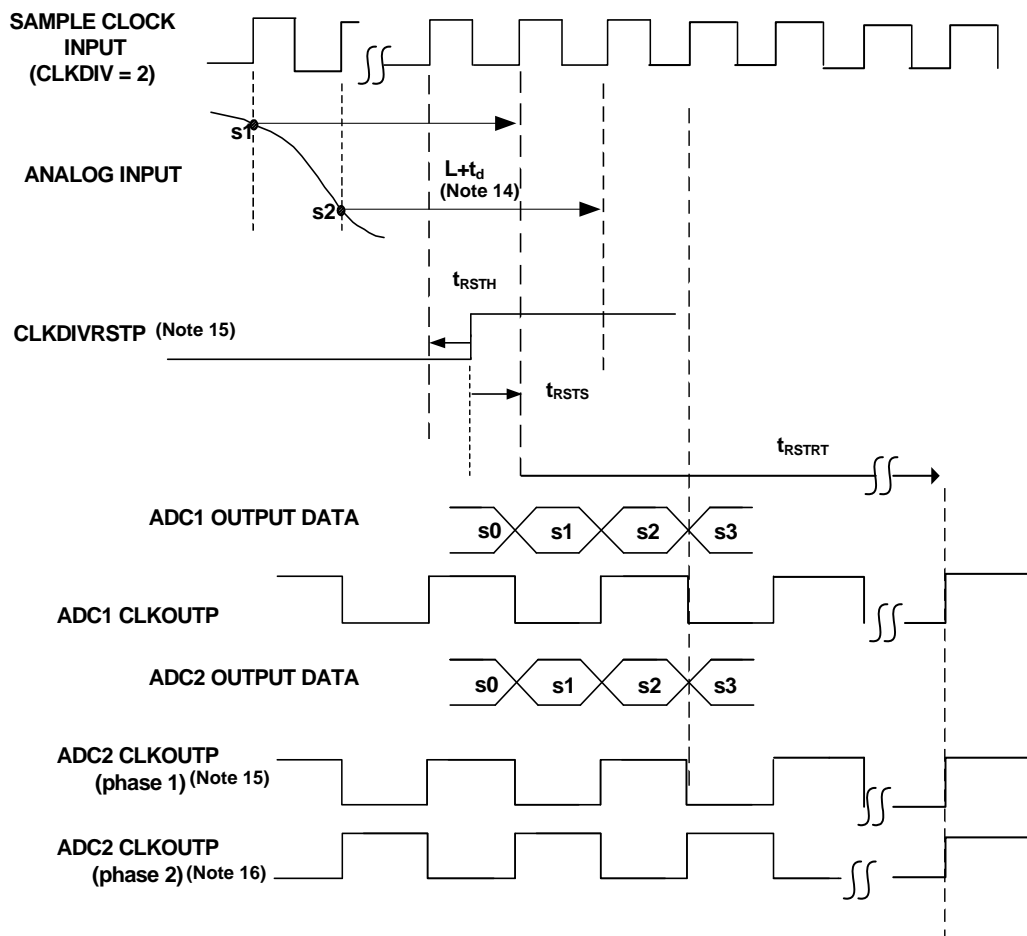 SAMPLE CLOCK
INPUT
(CLKDIV = 2)
s1
ANALOG INPUT
L+td
(Note 14)
s2
tRSTH
CLKDIVRSTP (Note 15)
tRSTS
tRSTRT
ADC1 OUTPUT DATA
s0 s1 s2 s3
ADC1 CLKOUTP
ADC2 OUTPUT DATA
s0 s1 s2 s3
ADC2 CLKOUTP
(phase 1) (Note 15)
ADC2 CLKOUTP
(phase 2) (Note 16)